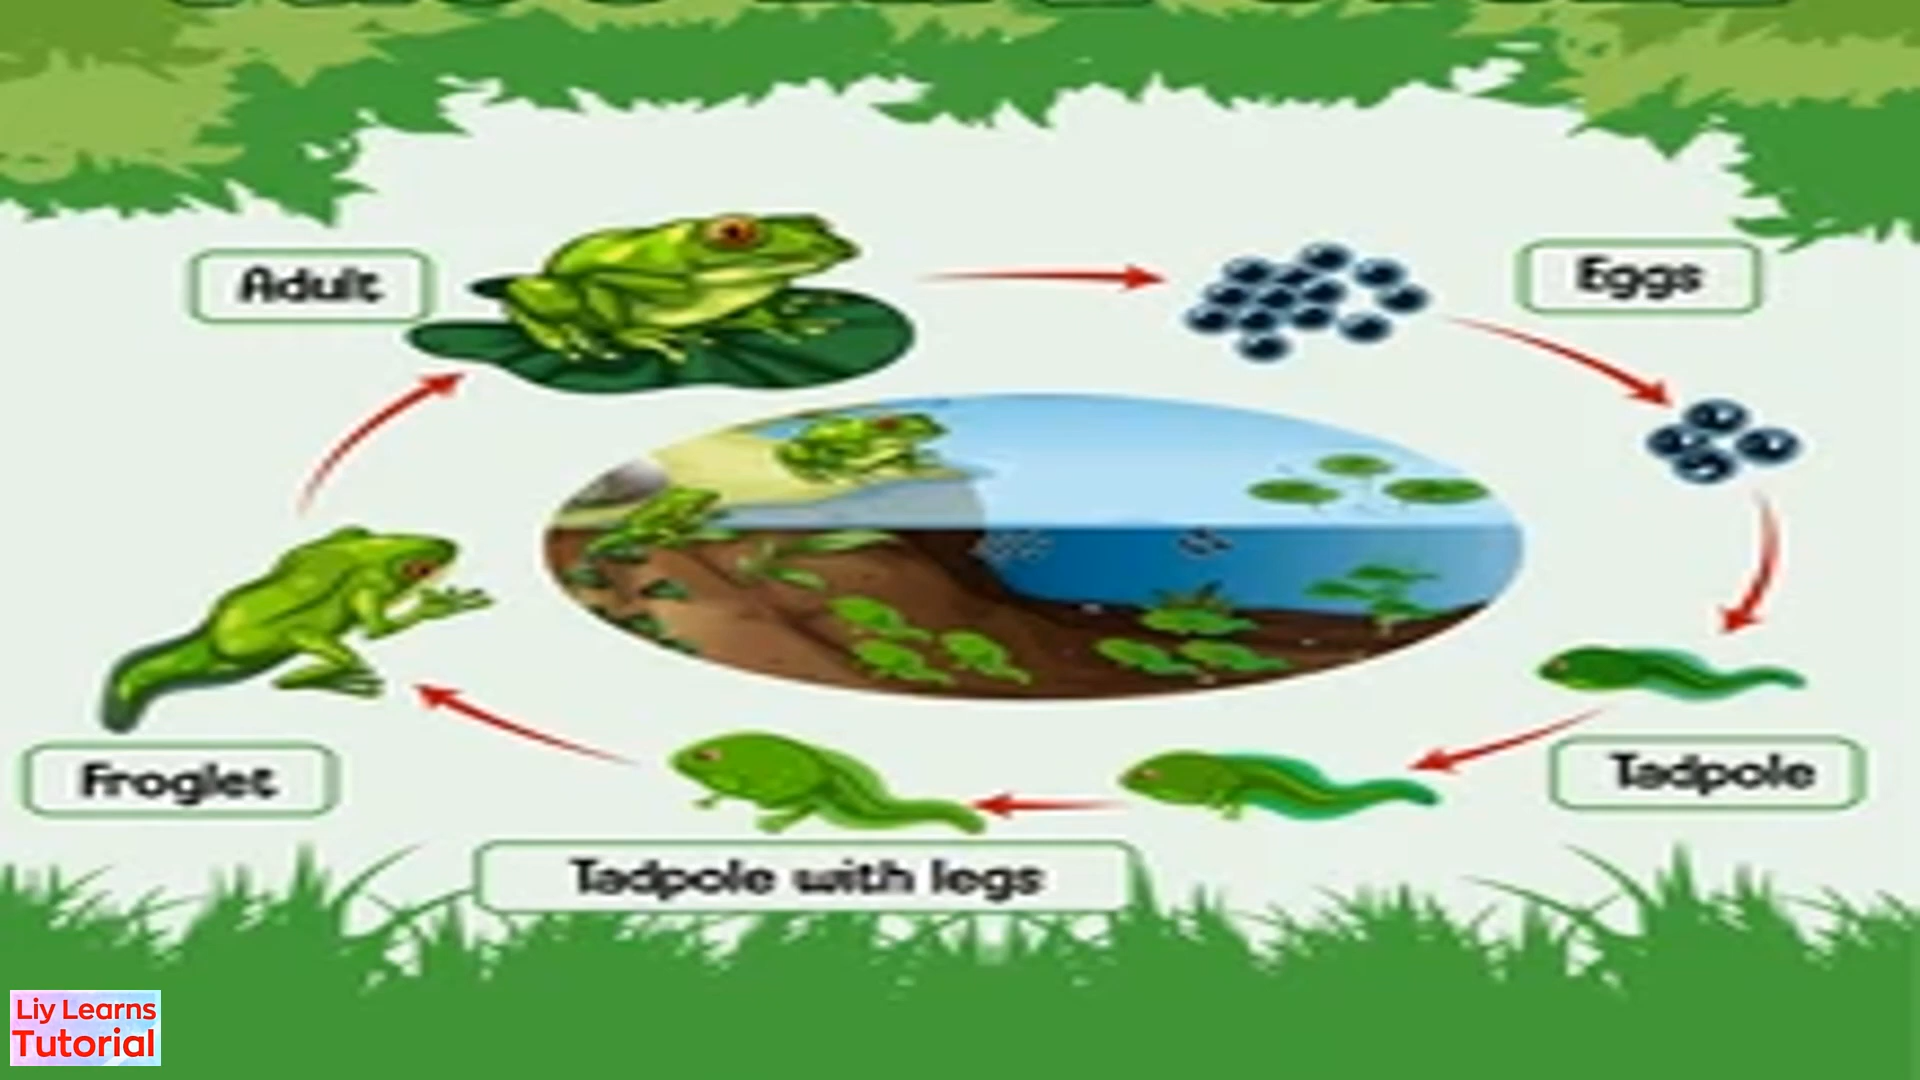 Adult
Eggs
Froglet
Tadpole
Tadpole with legs
Liy Learns
Tutorial